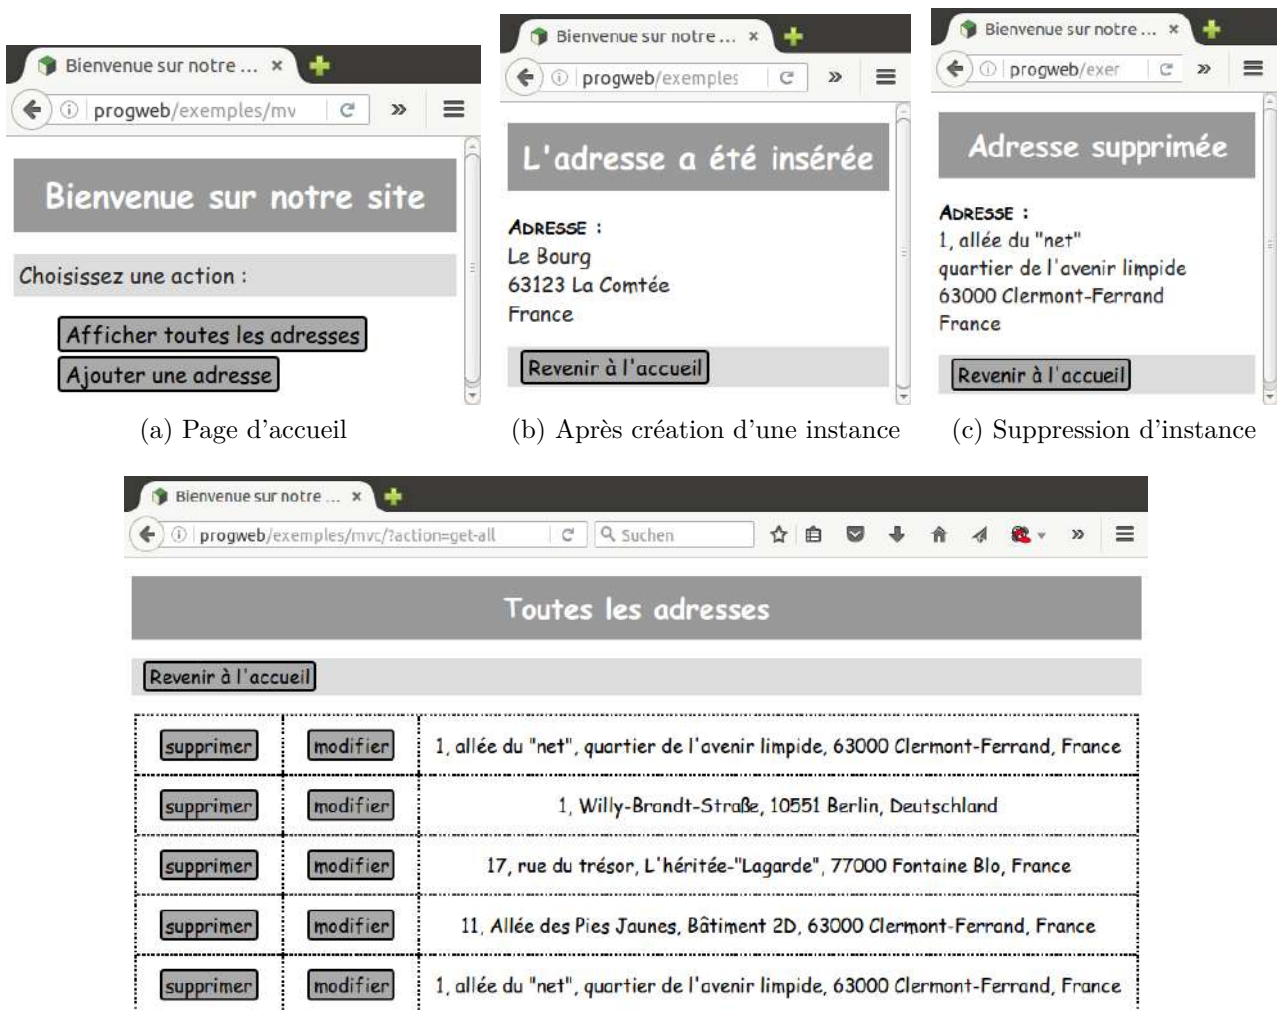 Bienvenue sur notre ...
progweb/exemples/mv
Bienvenue sur notre site
Choisissez une action :
Afficher toutes les adresses
Ajouter une adresse
(a) Page d'accueil
Bienvenue sur notre ...
progweb/exemples
L'adresse a été insérée
ADRESSE :
Le Bourg
63123 La Comtée
France
Revenir à l'accueil
(b) Après création d'une instance
Bienvenue sur notre ...
progweb/exer
Adresse supprimée
ADRESSE :
1, allée du "net"
quartier de l'avenir limpide
63000 Clermont-Ferrand
France
Revenir à l'accueil
(c) Suppression d'instance
Bienvenue sur notre ...
progweb/exemples/mvc/?action=get-all
Suchen
Toutes les adresses
Revenir à l'accueil
supprimer modifier 1, allée du "net", quartier de l'avenir limpide, 63000 Clermont-Ferrand, France
supprimer modifier 1, Willy-Brandt-Straße, 10551 Berlin, Deutschland
supprimer modifier 17, rue du trésor, L'héritée-"Lagarde", 77000 Fontaine Blo, France
supprimer modifier 11, Allée des Pies Jaunes, Bâtiment 2D, 63000 Clermont-Ferrand, France
supprimer modifier 1, allée du "net", quartier de l'avenir limpide, 63000 Clermont-Ferrand, France